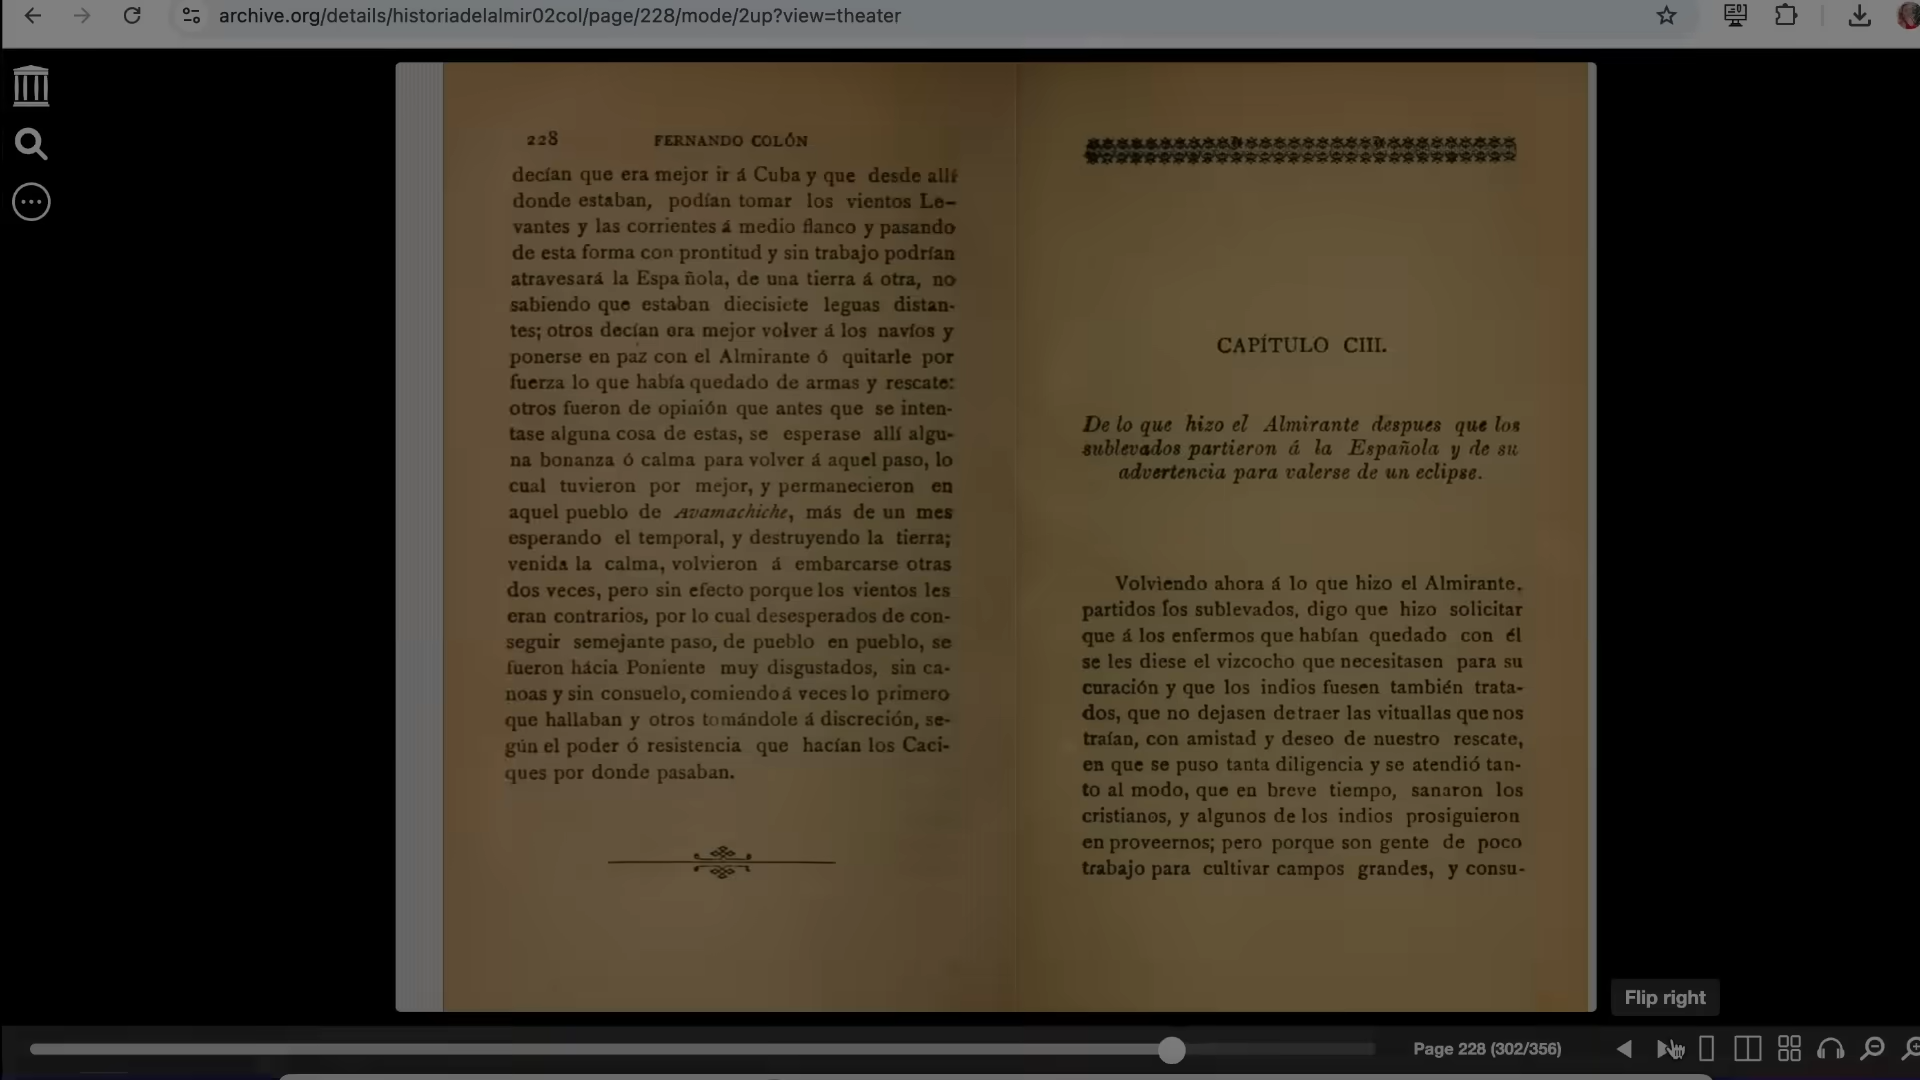 archive.org/details/historiadelalmir02col/page/228/mode/2up?view=theater
228 FERNANDO COLÓN
decían que era mejor ir á Cuba y que desde allí
donde estaban, podían tomar los vientos Le-
vantes y las corrientes á medio flanco y pasando
de esta forma con prontitud y sin trabajo podrían
atravesará la Espa ñola, de una tierra á otra, no
sabiendo que estaban diecisiete leguas distan-
tes; otros decían era mejor volver á los navíos y
ponerse en paz con el Almirante ó quitarle por
fuerza lo que había quedado de armas y rescate:
otros fueron de opinión que antes que se inten-
tase alguna cosa de estas, se esperase allí algu-
na bonanza ó calma para volver á aquel paso, lo
cual tuvieron por mejor, y permanecieron en
aquel pueblo de Avamachiche, más de un mes
esperando el temporal, y destruyendo la tierra;
venida la calma, volvieron á embarcarse otras
dos veces, pero sin efecto porque los vientos les
eran contrarios, por lo cual desesperados de con-
seguir semejante paso, de pueblo en pueblo, se
fueron hácia Poniente muy disgustados, sin ca-
noas y sin consuelo, comiendo á veces lo primero
que hallaban y otros tomándole á discreción, se-
gún el poder ó resistencia que hacían los Caci-
ques por donde pasaban.
CAPÍTULO CIII.
De lo que hizo el Almirante despues que los
sublevados partieron á la Española y de su
advertencia para valerse de un eclipse.
Volviendo ahora á lo que hizo el Almirante,
partidos los sublevados, digo que hizo solicitar
que á los enfermos que habían quedado con él
se les diese el vizcocho que necesitasen para su
curación y que los indios fuesen también trata-
dos, que no dejasen de traer las vituallas que nos
traían, con amistad y deseo de nuestro rescate,
en que se puso tanta diligencia y se atendió tan-
to al modo, que en breve tiempo, sanaron los
cristianos, y algunos de los indios prosiguieron
en proveernos; pero porque son gente de poco
trabajo para cultivar campos grandes, y consu-
Flip right
Page 228 (302/356)